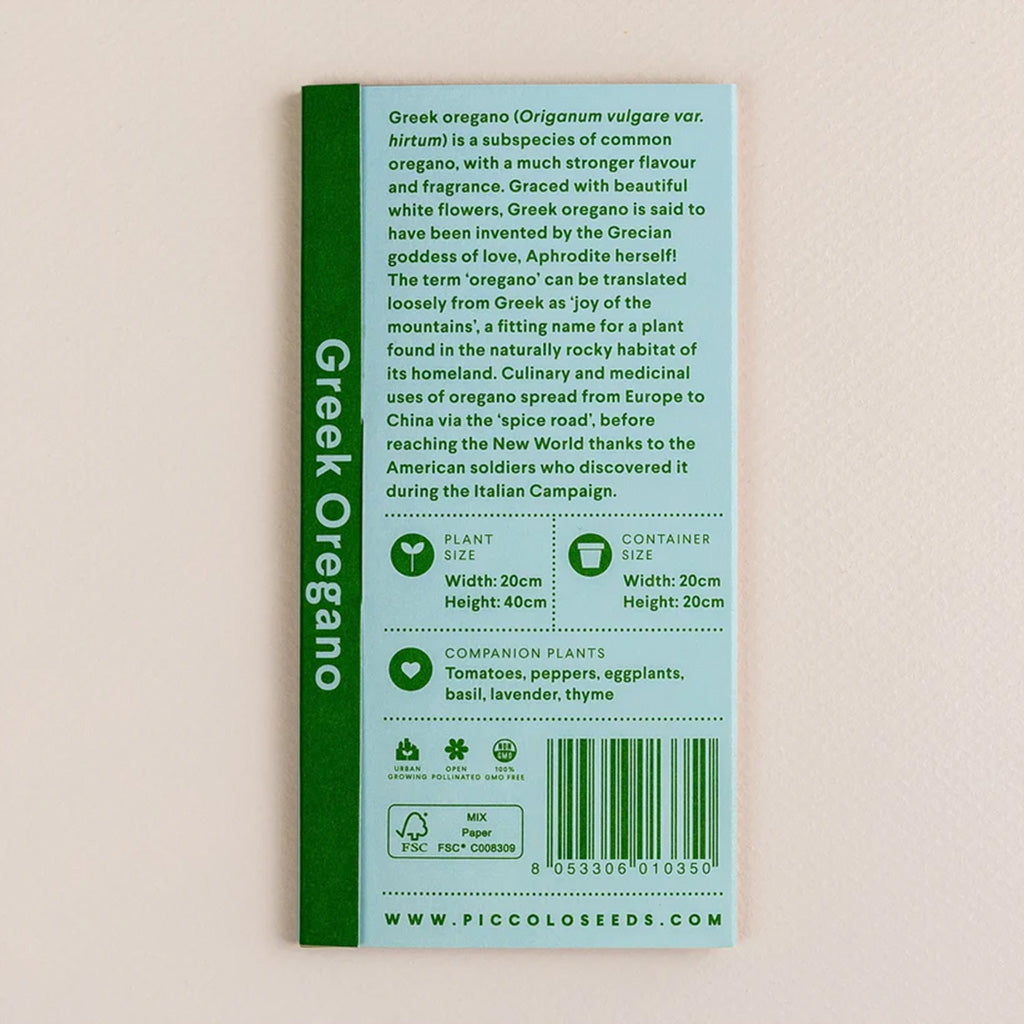 Greek Oregano
Greek oregano (Origanum vulgare var.
hirtum) is a subspecies of common
oregano, with a much stronger flavour
and fragrance. Graced with beautiful
white flowers, Greek oregano is said to
have been invented by the Grecian
goddess of love, Aphrodite herself!
The term ‘oregano’ can be translated
loosely from Greek as ‘joy of the
mountains’, a fitting name for a plant
found in the naturally rocky habitat of
its homeland. Culinary and medicinal
uses of oregano spread from Europe to
China via the ‘spice road’, before
reaching the New World thanks to the
American soldiers who discovered it
during the Italian Campaign.
PLANT
SIZE
Width: 20cm
Height: 40cm
CONTAINER
SIZE
Width: 20cm
Height: 20cm
COMPANION PLANTS
Tomatoes, peppers, eggplants,
basil, lavender, thyme
URBAN
GROWING
OPEN
POLLINATED
NON
GMO
100%
GMO FREE
FSC
MIX
Paper
FSC® C008309
8 053306 010350
WWW.PICCOLOSEEDS.COM